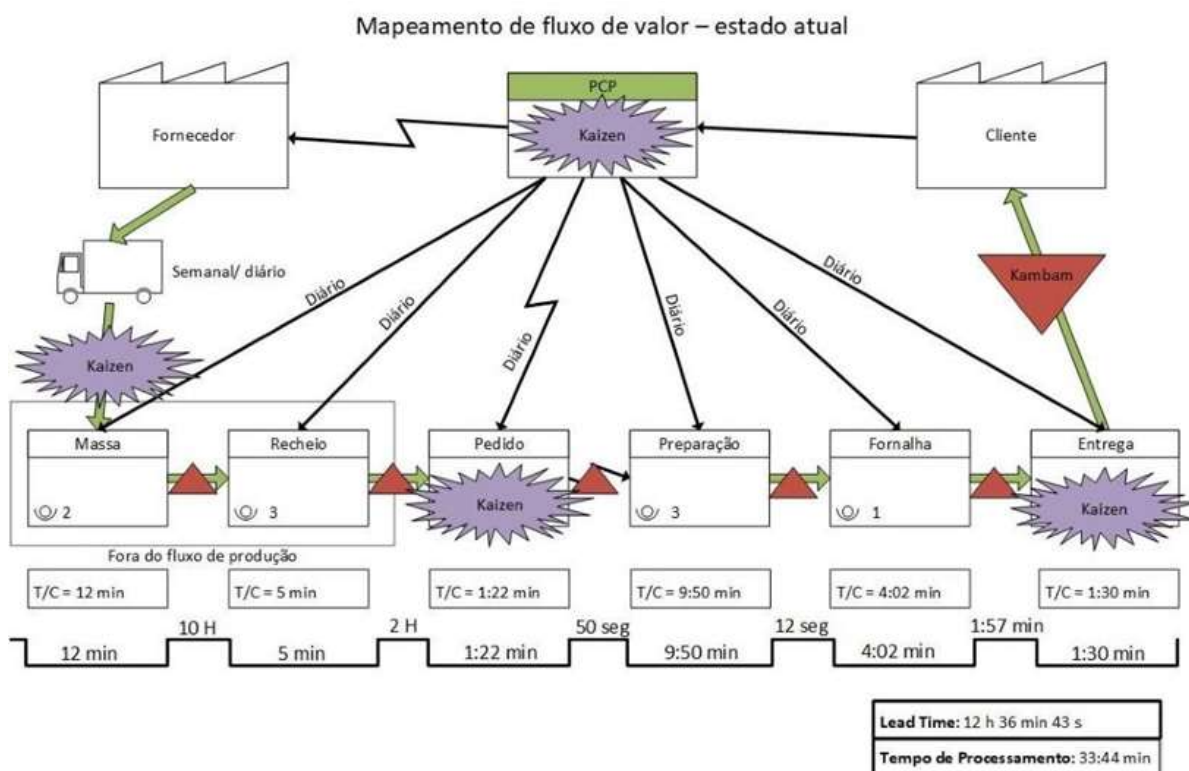 Mapeamento de fluxo de valor – estado atual
PCP
Fornecedor
Kaizen
Cliente
Semanal/ diário
Kambam
Diário
Diário
Diário
Diário
Diário
Diário
Kaizen
Massa
Recheio
Pedido
Preparação
Fornalha
Entrega
2
3
Kaizen
3
1
Kaizen
Fora do fluxo de produção
T/C = 12 min
T/C = 5 min
T/C = 1:22 min
T/C = 9:50 min
T/C = 4:02 min
T/C = 1:30 min
10 H
2 H
50 seg
12 seg
1:57 min
12 min
5 min
1:22 min
9:50 min
4:02 min
1:30 min
Lead Time: 12 h 36 min 43 s
Tempo de Processamento: 33:44 min